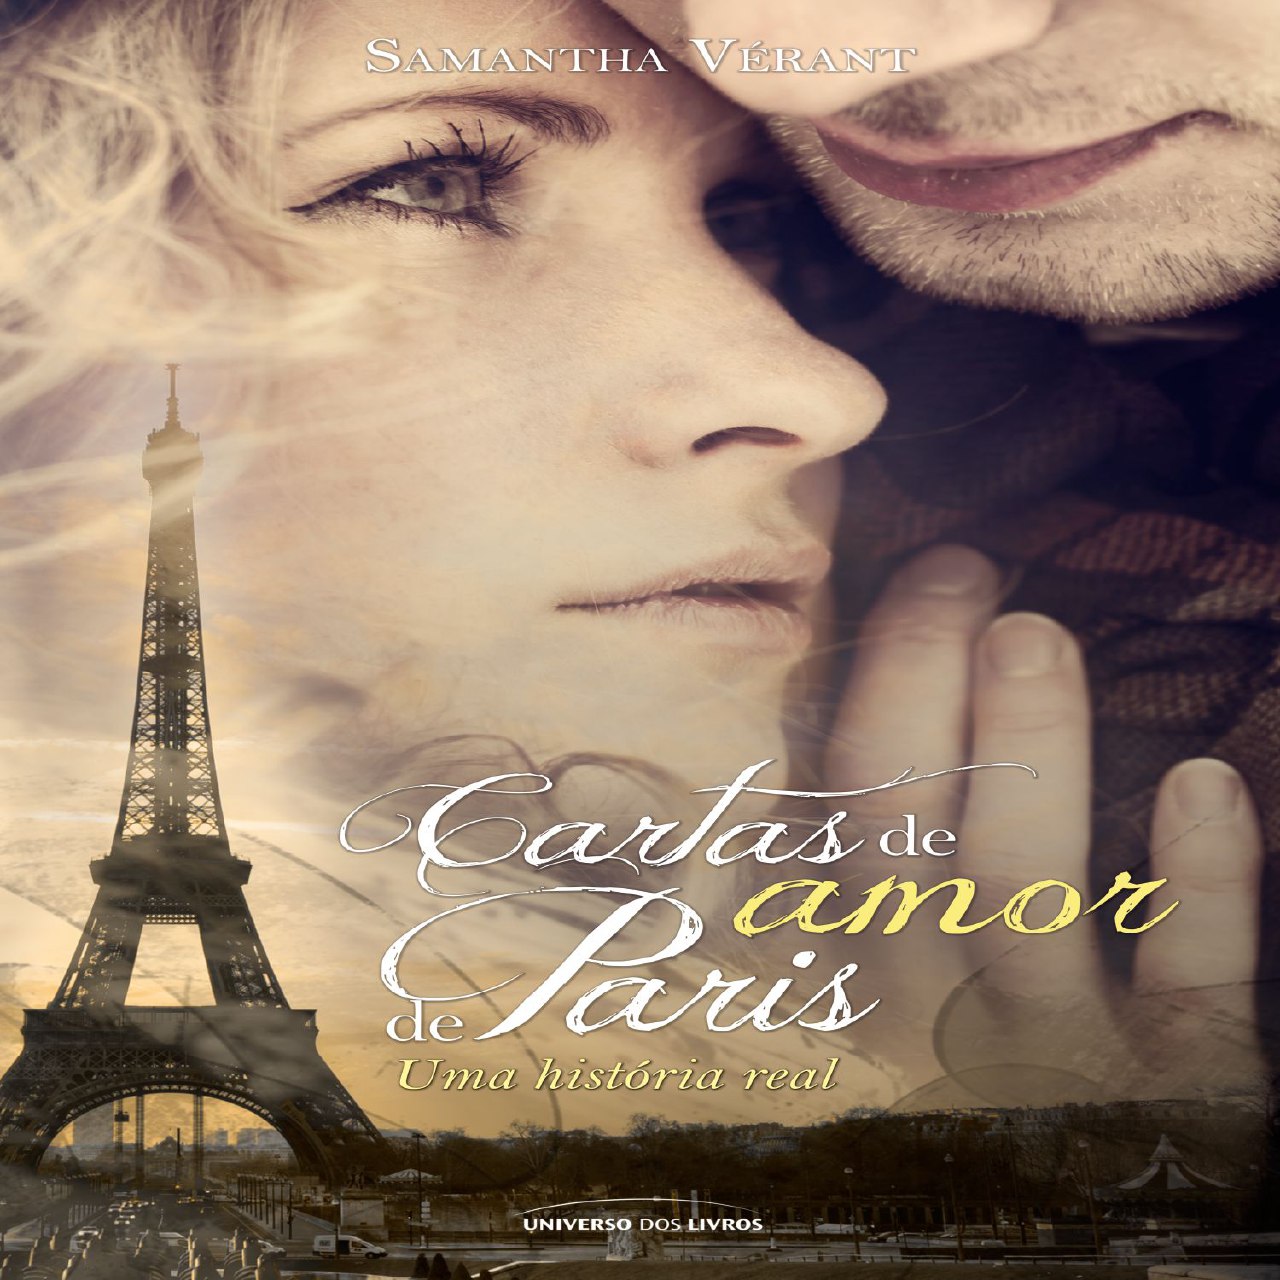 SAMANTHA VÉRANT
Cartas de
amor
de Paris
Uma história real
UNIVERSO DOS LIVROS